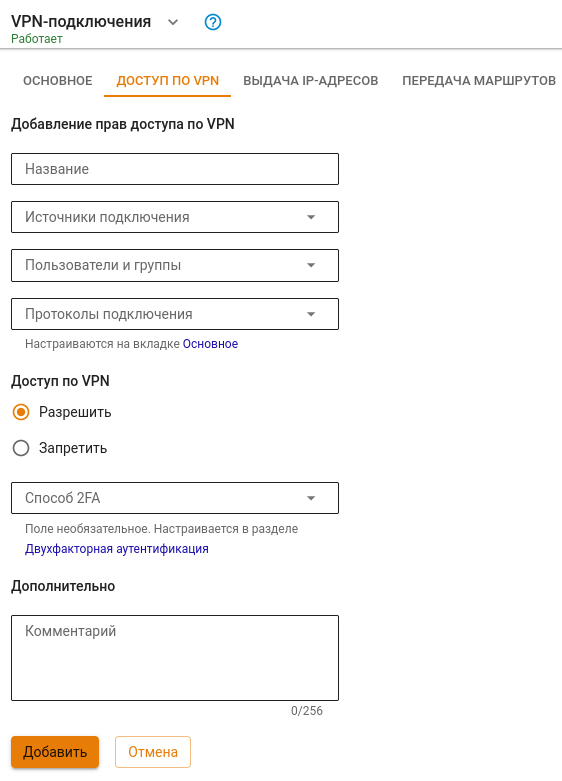 VPN-подключения
Работает
ОСНОВНОЕ ДОСТУП ПО VPN ВЫДАЧА IP-АДРЕСОВ ПЕРЕДАЧА МАРШРУТОВ
Добавление прав доступа по VPN
Название
Источники подключения
Пользователи и группы
Протоколы подключения
Настраиваются на вкладке Основное
Доступ по VPN
Разрешить
Запретить
Способ 2FA
Поле необязательное. Настраивается в разделе
Двухфакторная аутентификация
Дополнительно
Комментарий
0/256
Добавить Отмена